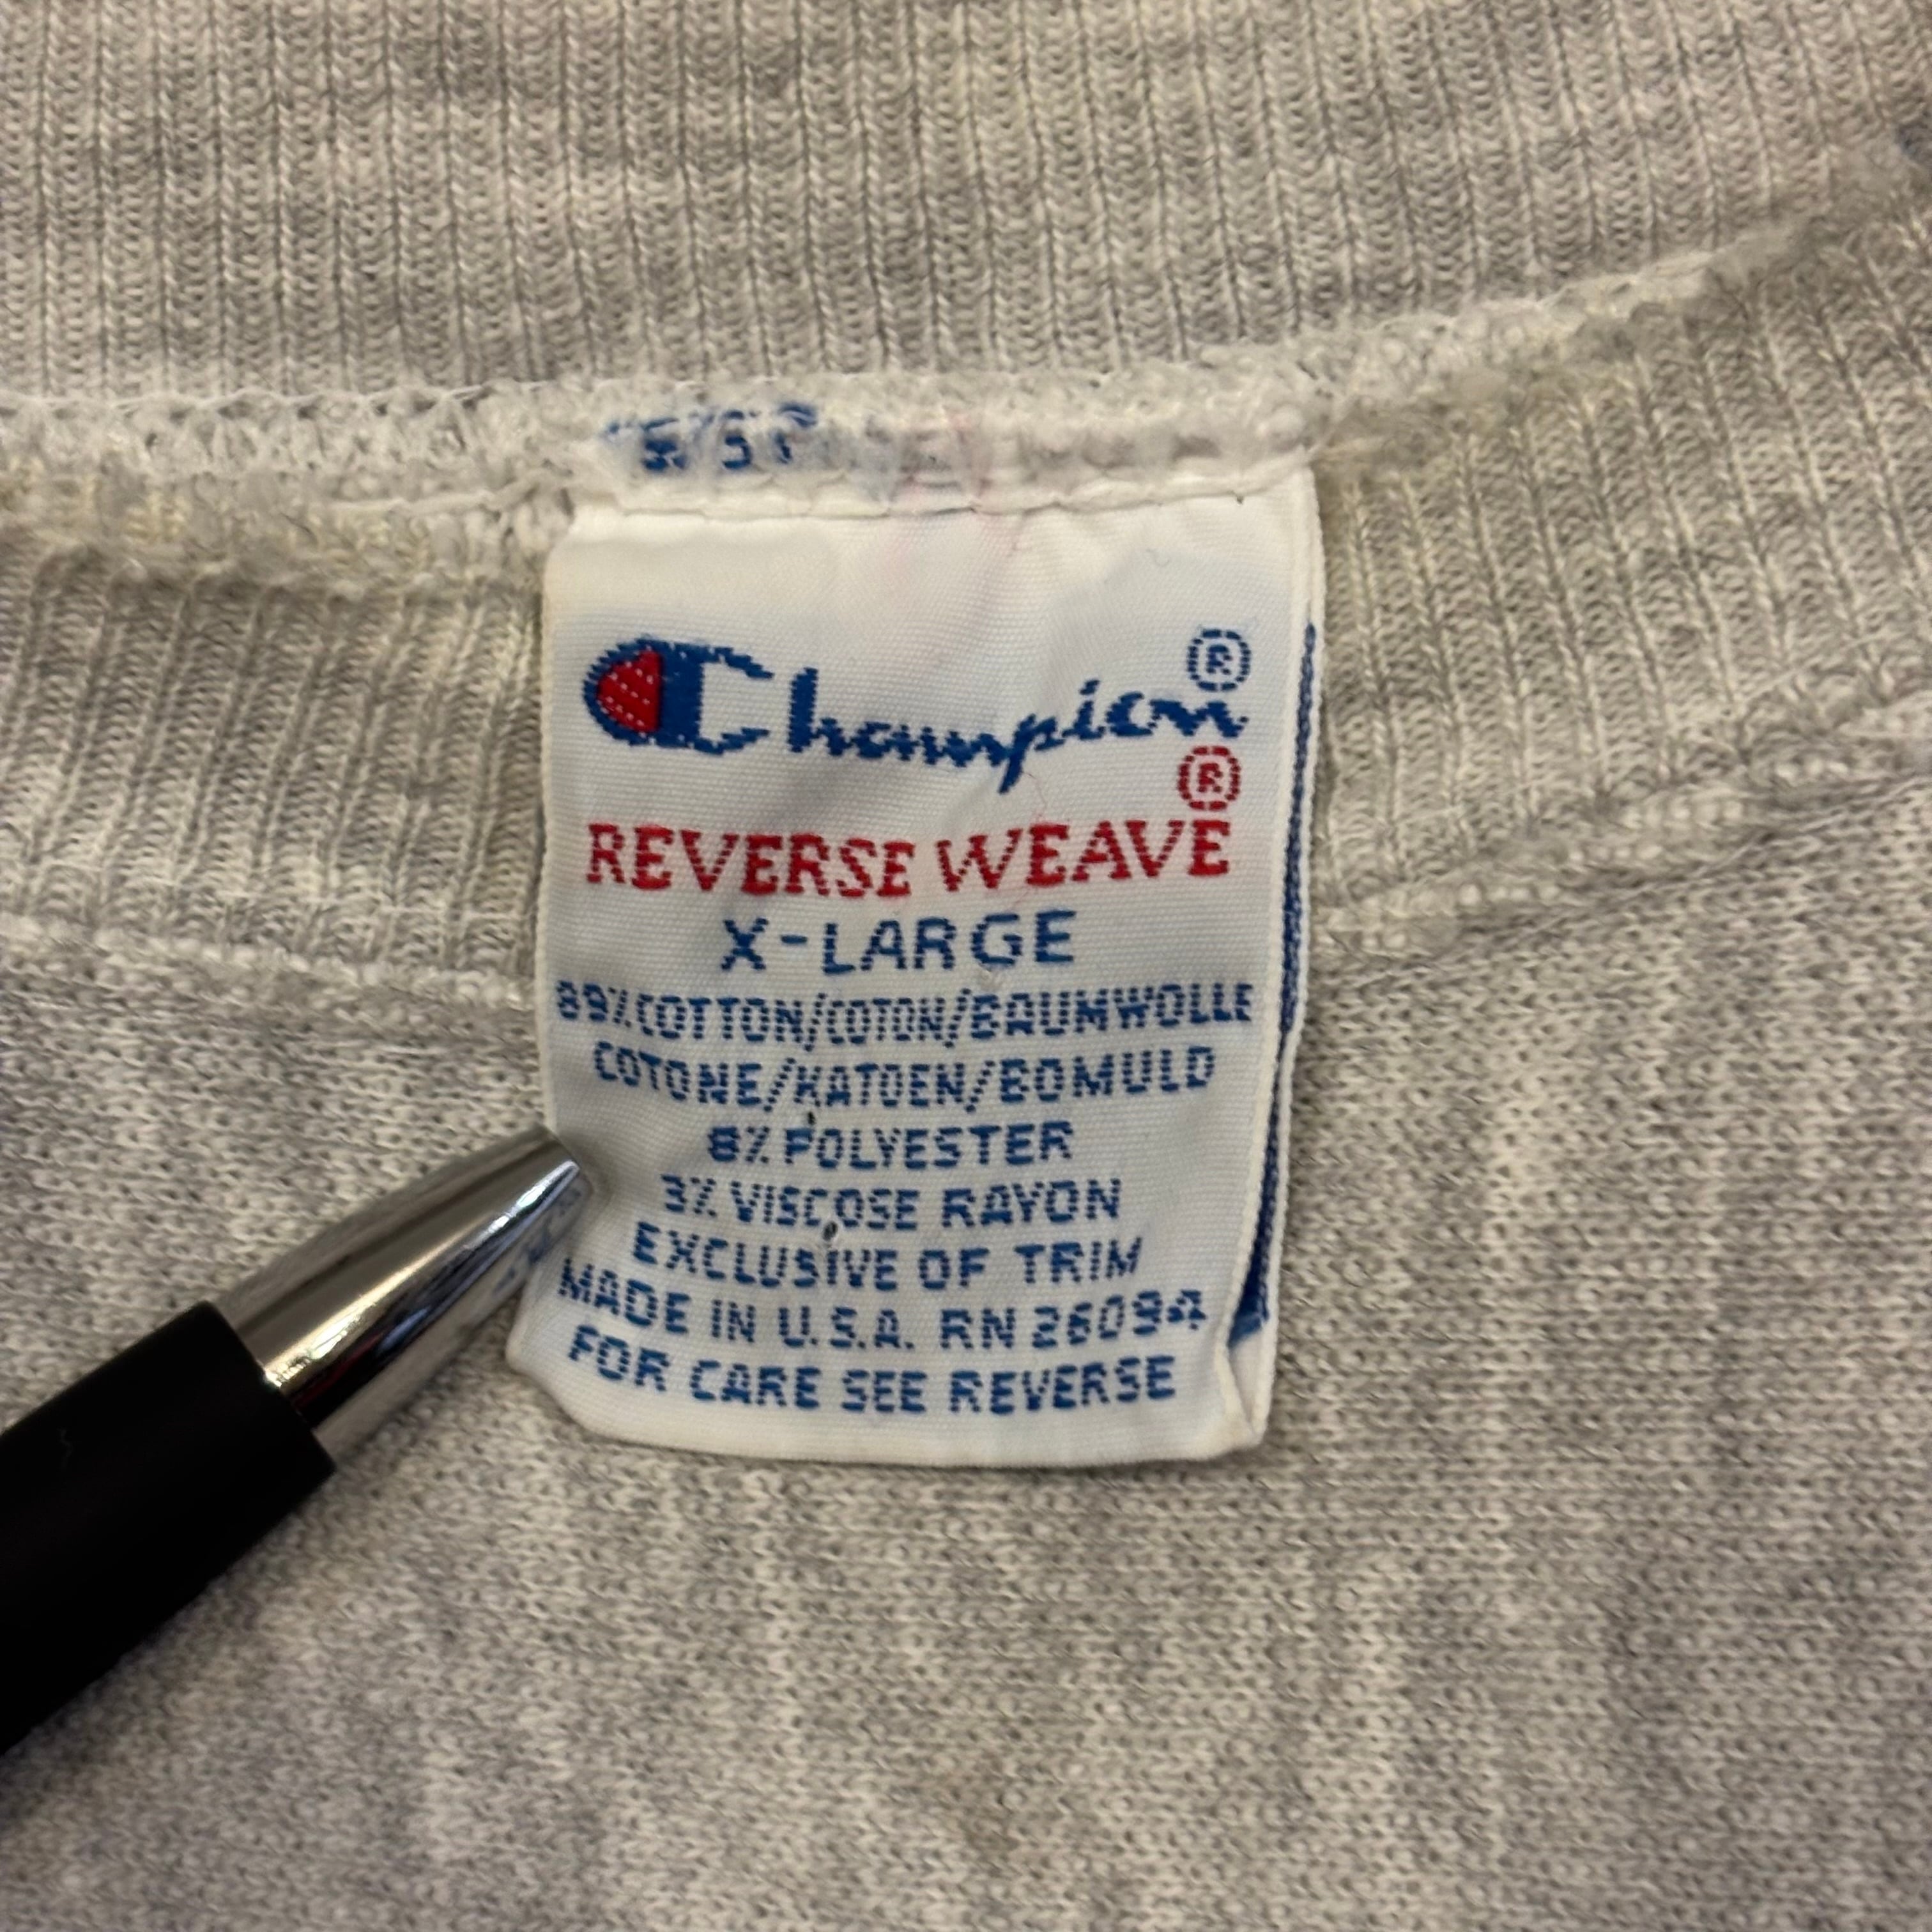 Champion®
REVERSE WEAVE®
X-LARGE
89% COTTON/COTON/BAUMWOLLE
COTONE/KATOEN/BOMULD
8% POLYESTER
3% VISCOSE RAYON
EXCLUSIVE OF TRIM
MADE IN U.S.A. RN 26094
FOR CARE SEE REVERSE